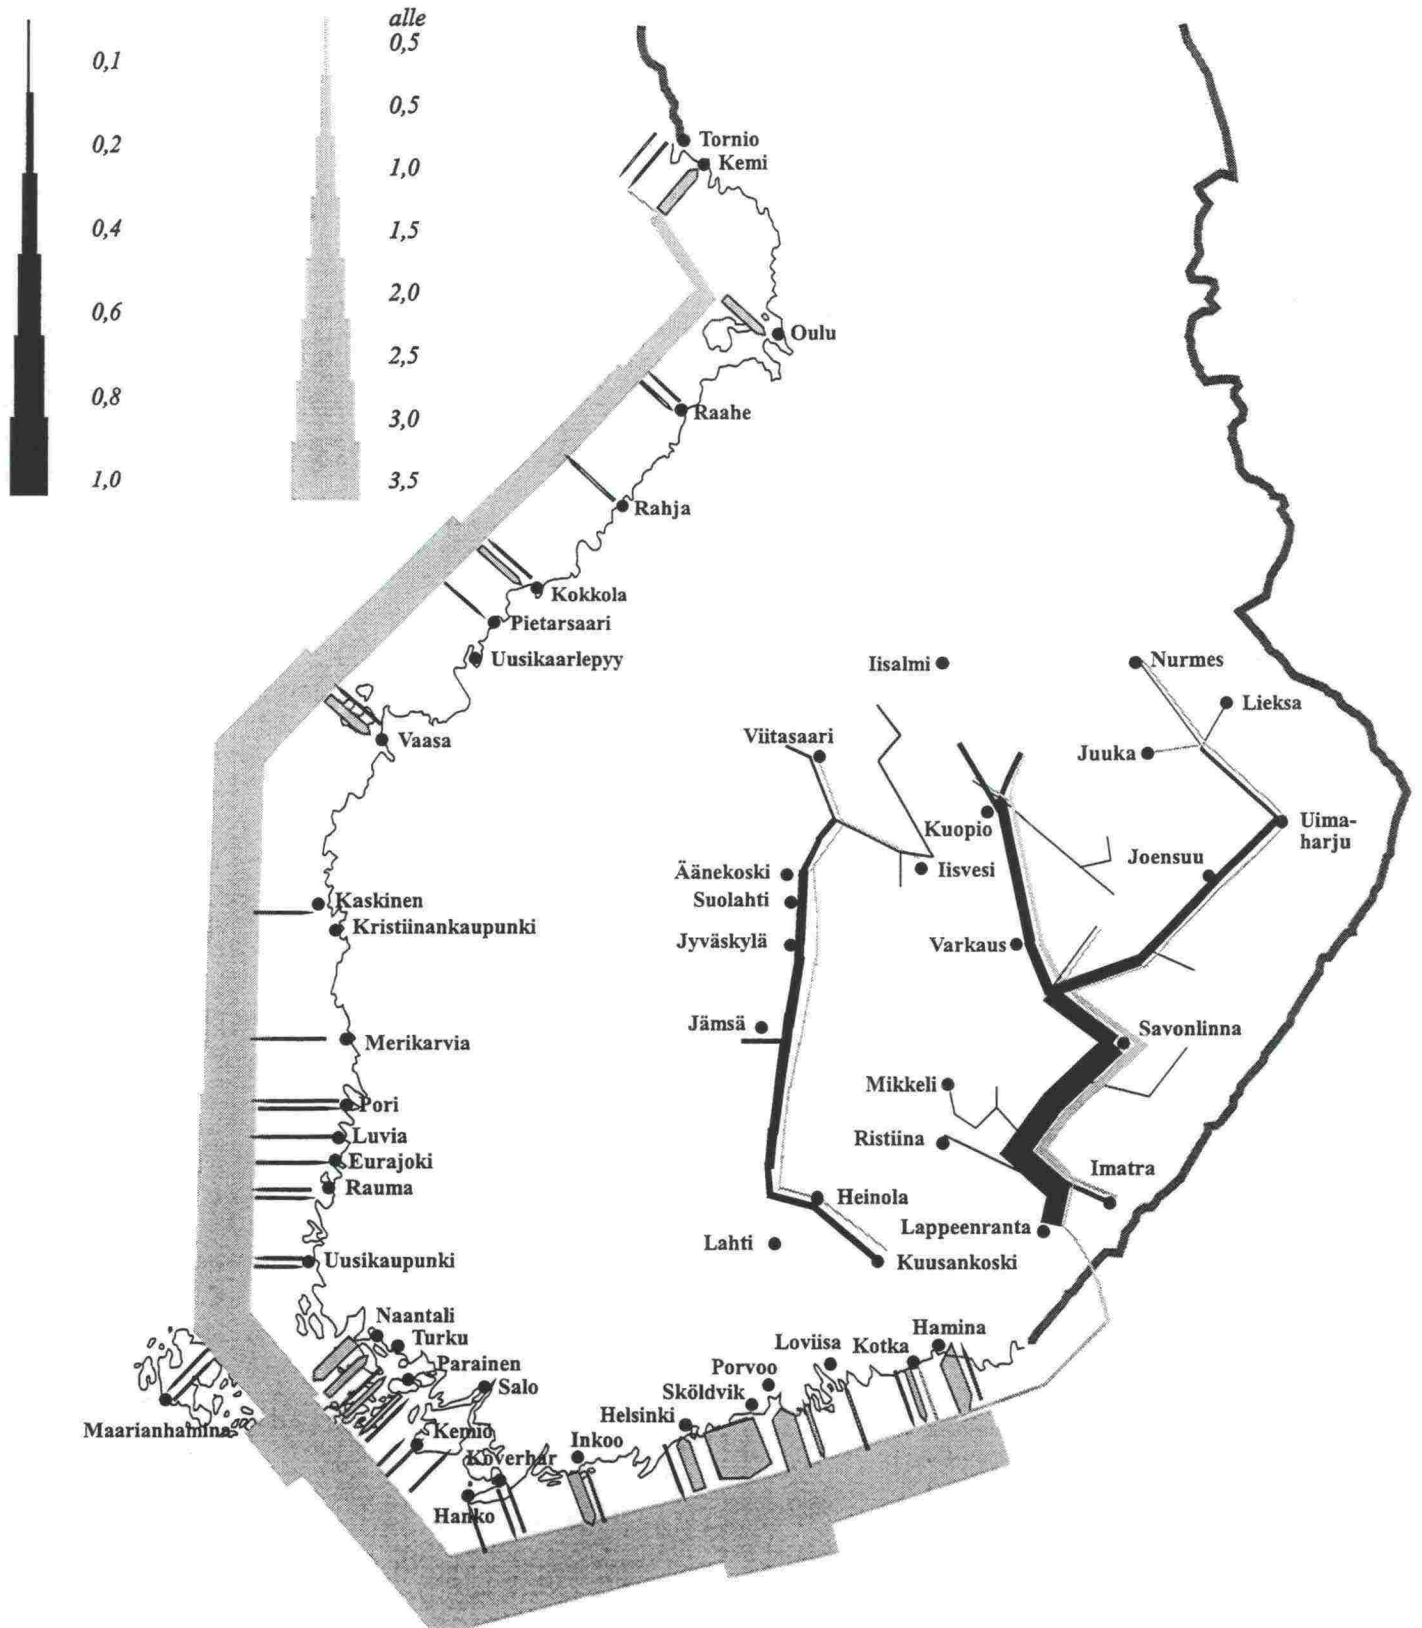 0,1
0,2
0,4
0,6
0,8
1,0
alle
0,5
0,5
1,0
1,5
2,0
2,5
3,0
3,5
Tornio
Kemi
Oulu
Raahe
Rahja
Kokkola
Pietarsaari
Uusikaarlepyy
Vaasa
Kaskinen
Kristiinankaupunki
Merikarvia
Pori
Luvia
Eurajoki
Rauma
Uusikaupunki
Naantali
Turku
Parainen
Salo
Maarianhamina
Kemiö
Koverhar
Hanko
Inkoo
Helsinki
Sköldvik
Porvoo
Loviisa
Kotka
Hamina
Iisalmi
Nurmes
Lieksa
Viitasaari
Juuka
Kuopio
Uima-
harju
Joensuu
Äänekoski
Iisvesi
Suolahti
Jyväskylä
Varkaus
Jämsä
Savonlinna
Mikkeli
Ristiina
Imatra
Heinola
Lappeenranta
Lahti
Kuusankoski